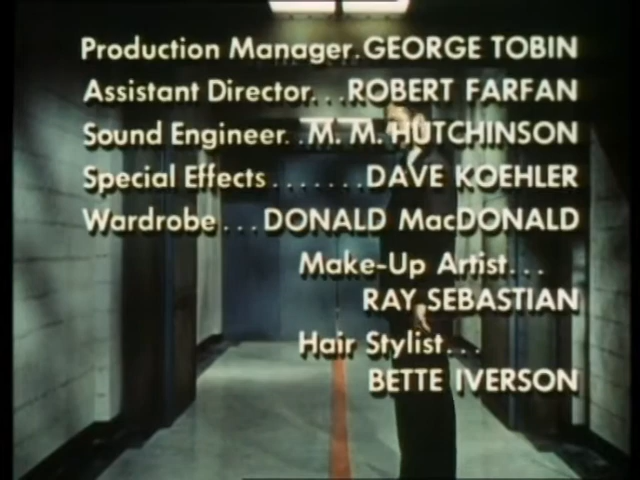 Production Manager.GEORGE TOBIN
Assistant Director...ROBERT FARFAN
Sound Engineer..M. M. HUTCHINSON
Special Effects.......DAVE KOEHLER
Wardrobe...DONALD MacDONALD
Make-Up Artist...
RAY SEBASTIAN
Hair Stylist...
BETTE IVERSON